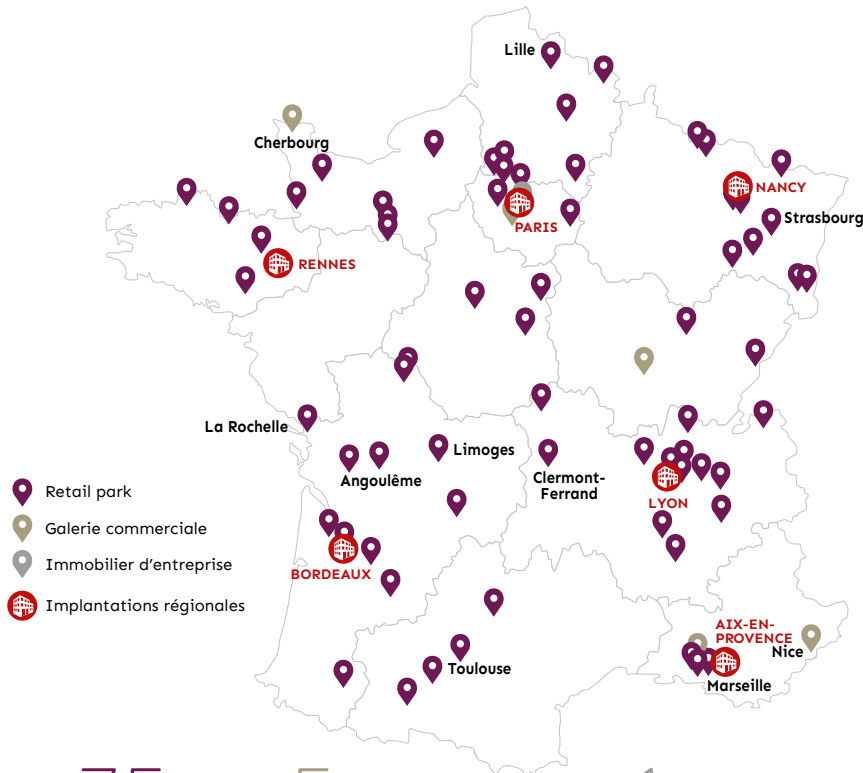 Lille
Cherbourg
NANCY
Strasbourg
PARIS
RENNES
La Rochelle
Limoges
Angoulême
Clermont-
Ferrand
LYON
Retail park
Galerie commerciale
Immobilier d’entreprise
Implantations régionales
BORDEAUX
AIX-EN-
PROVENCE
Nice
Toulouse
Marseille